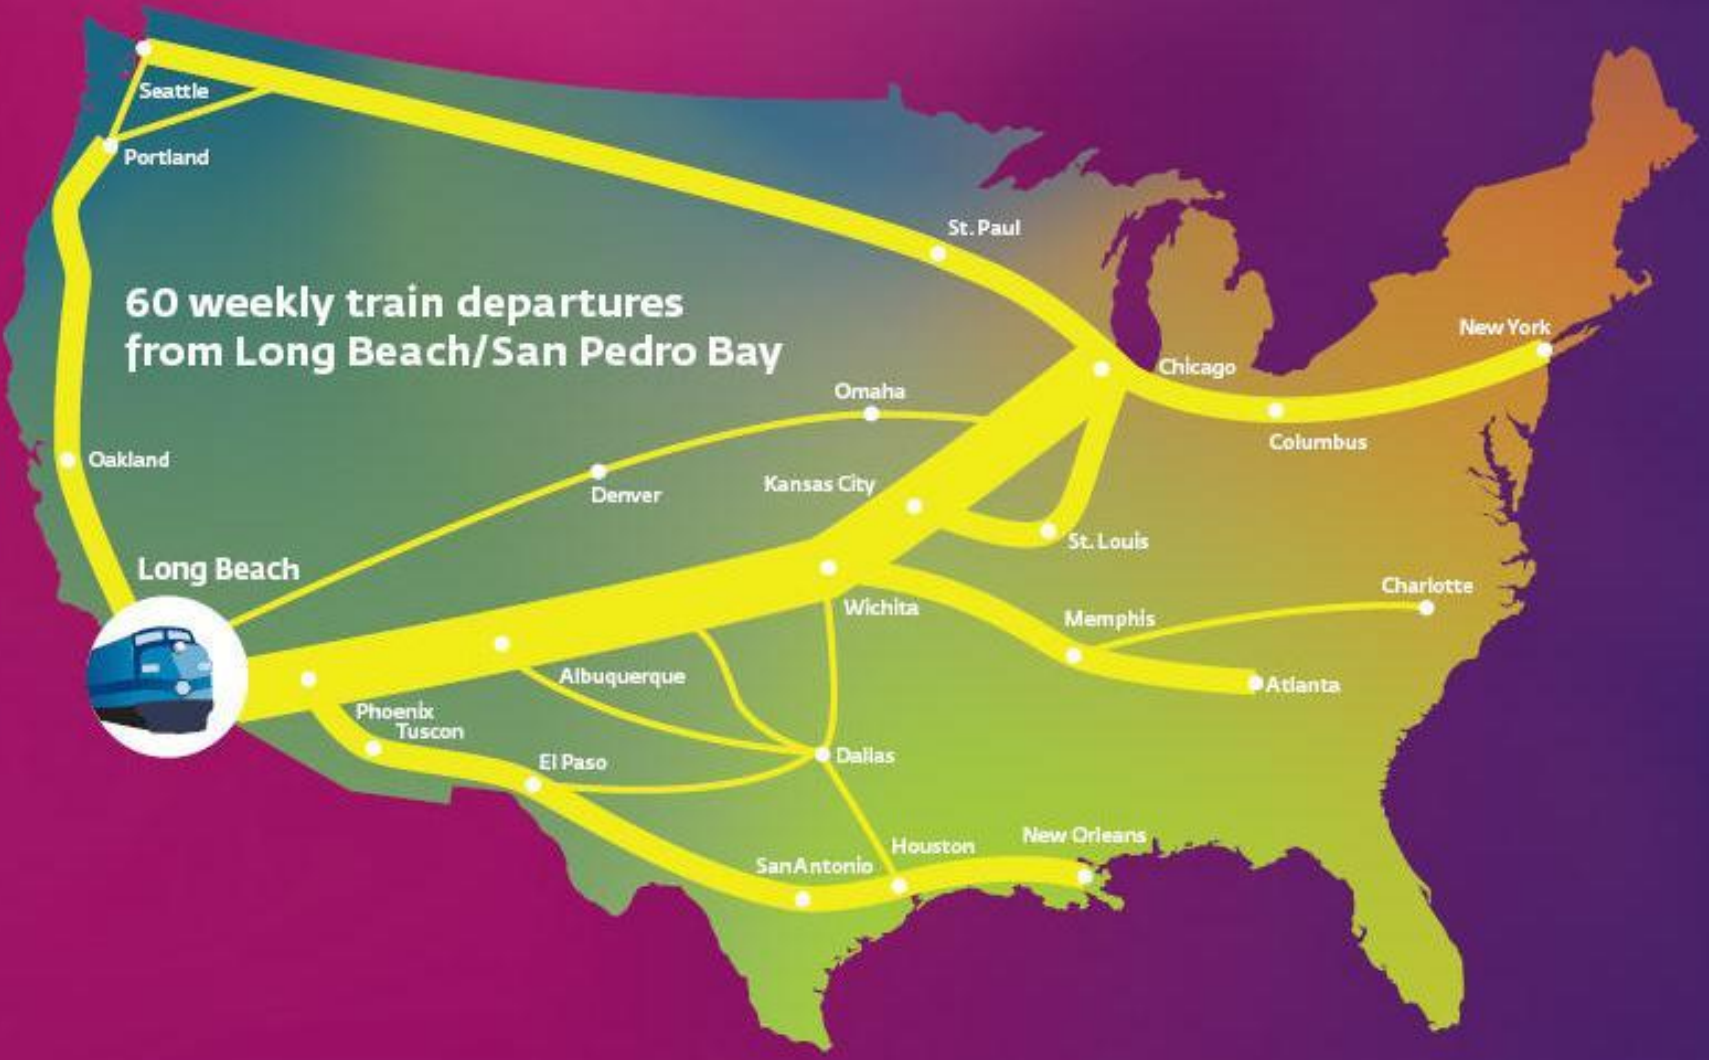 Seattle
Portland
St. Paul
60 weekly train departures
from Long Beach/San Pedro Bay
New York
Chicago
Omaha
Columbus
Oakland
Denver
Kansas City
St. Louis
Long Beach
Charlotte
Wichita
Memphis
Albuquerque
Atlanta
Phoenix
Tuscon
El Paso
Dallas
New Orleans
Houston
San Antonio